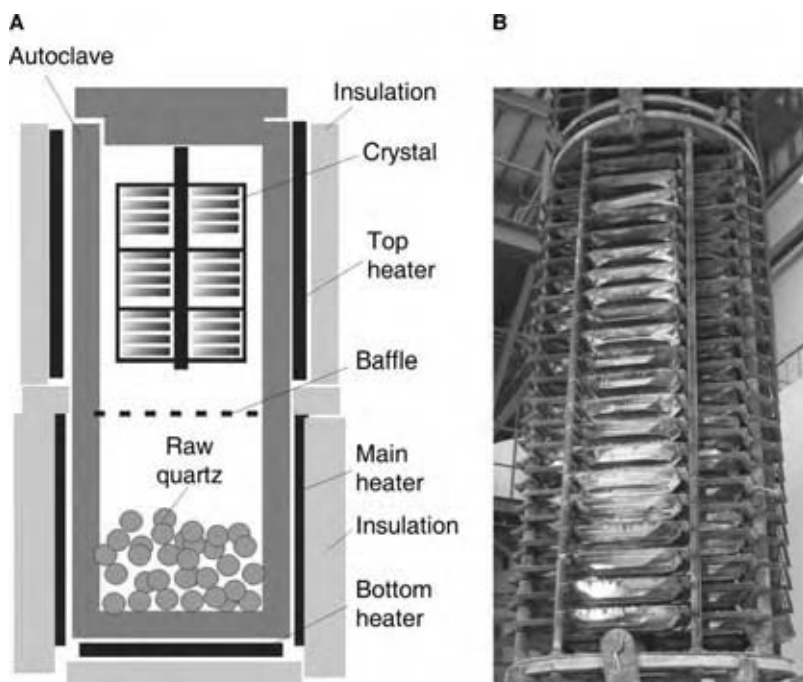 A
Autoclave
Insulation
Crystal
Top
heater
Baffle
Raw
quartz
Main
heater
Insulation
Bottom
heater
B